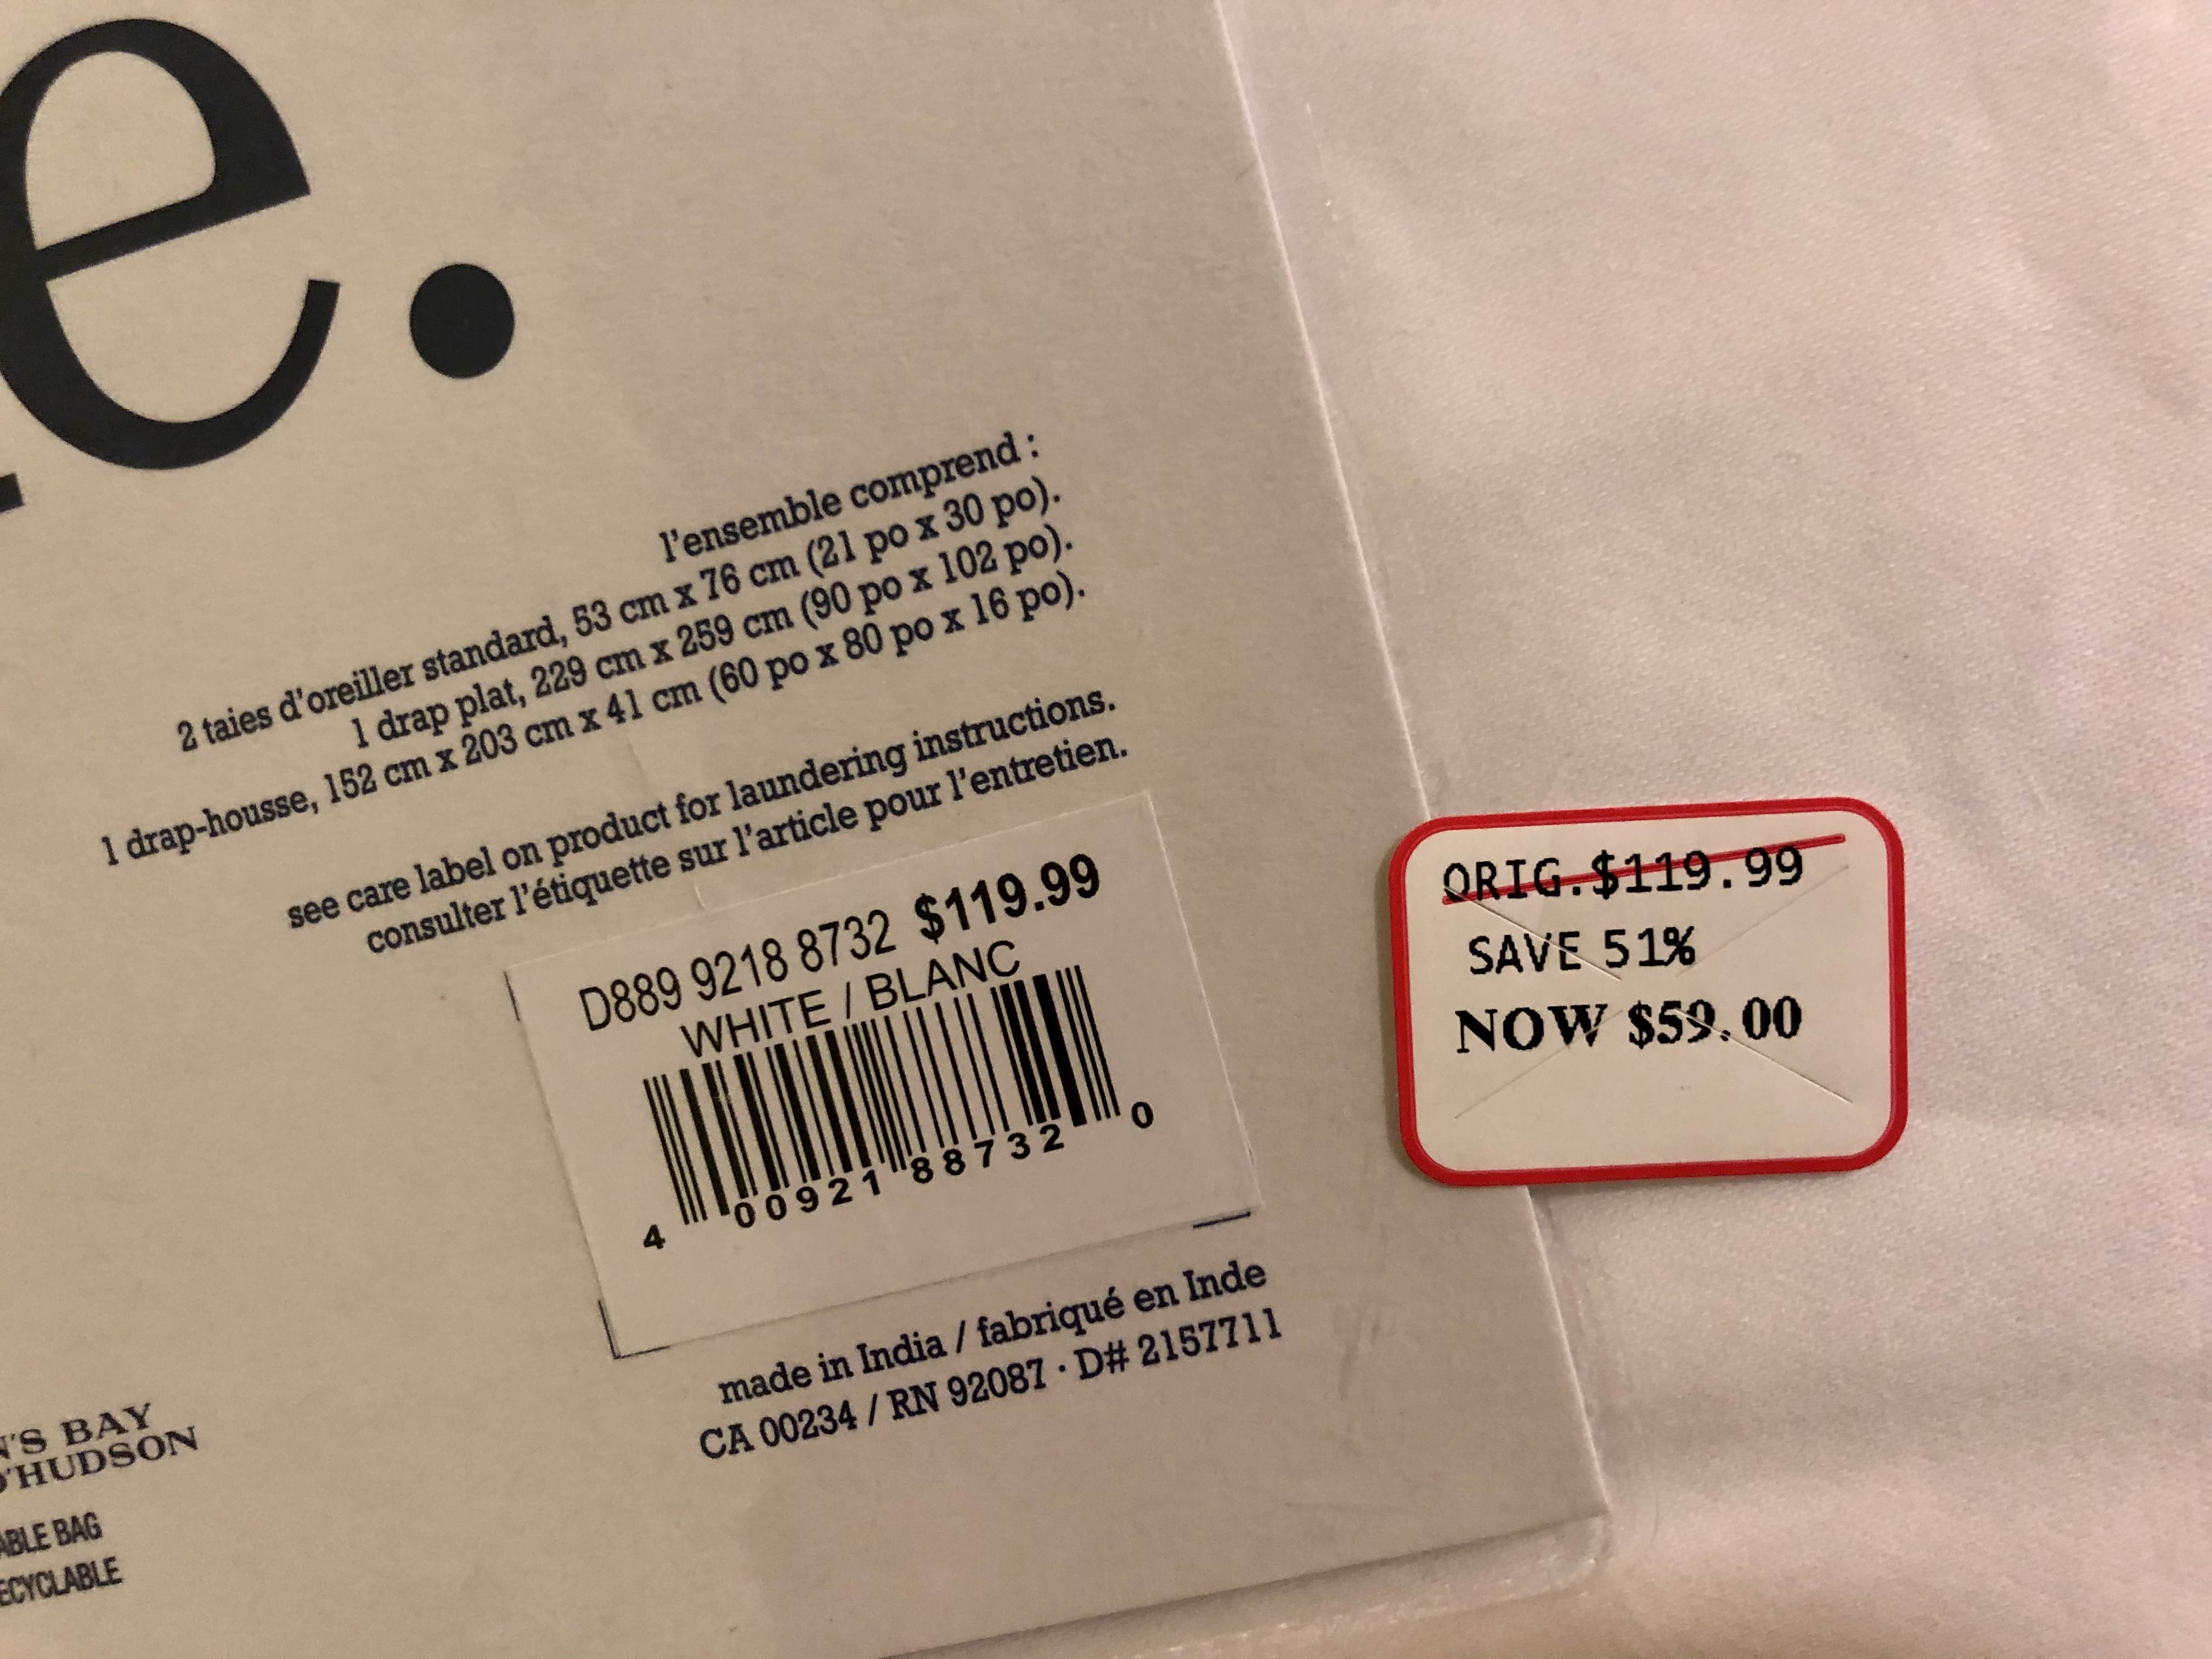 e.
l'ensemble comprend :
2 taies d'oreiller standard, 53 cm x 76 cm (21 po x 30 po).
1 drap plat, 229 cm x 259 cm (90 po x 102 po).
1 drap-housse, 152 cm x 203 cm x 41 cm (60 po x 80 po x 16 po).
see care label on product for laundering instructions.
consulter l'étiquette sur l'article pour l'entretien.
D889 9218 8732 $119.99
WHITE / BLANC
4 00921 88732 0
made in India / fabriqué en Inde
CA 00234 / RN 92087 · D# 2157711
N'S BAY
D'HUDSON
ABLE BAG
ECYCLABLE
ORIG.$119.99
SAVE 51%
NOW $59.00